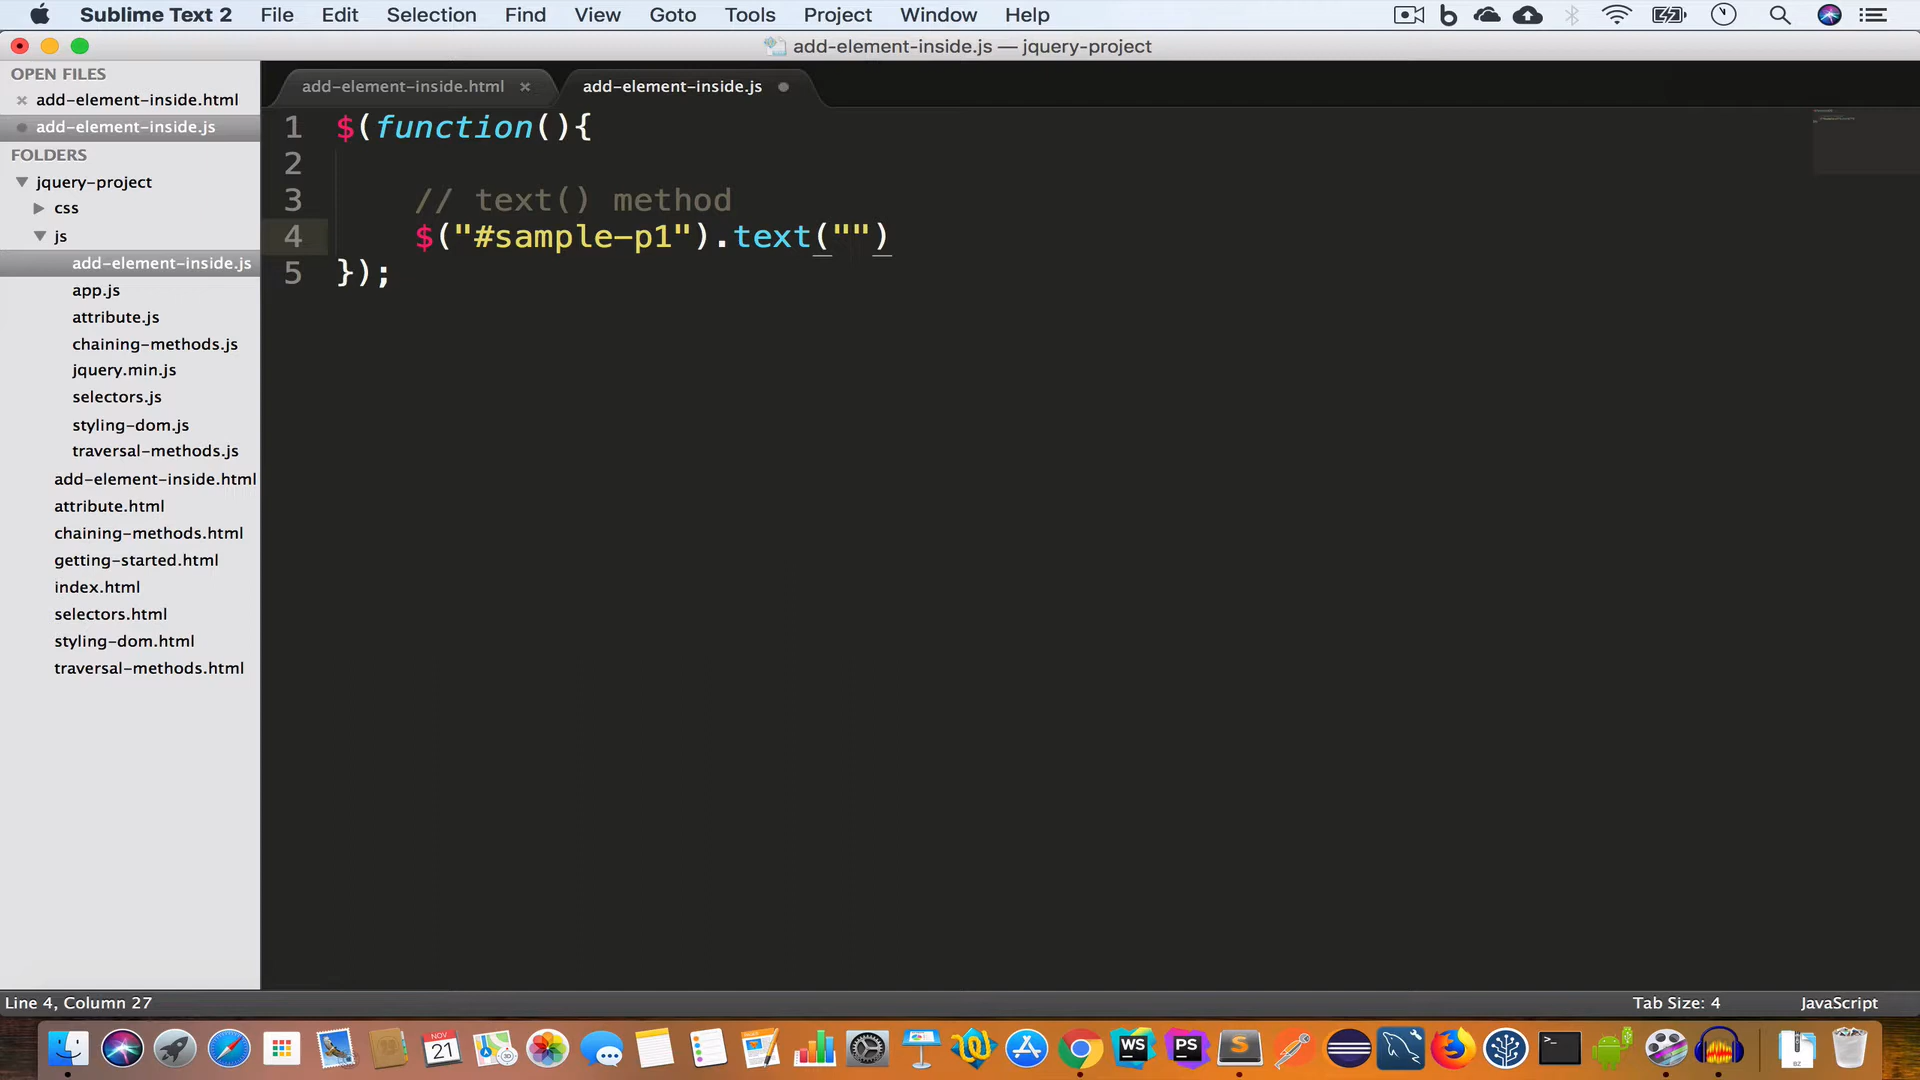 Sublime Text 2 File Edit Selection Find View Goto Tools Project Window Help
add-element-inside.js — jquery-project
OPEN FILES
add-element-inside.html
add-element-inside.js
FOLDERS
jquery-project
css
js
add-element-inside.js
app.js
attribute.js
chaining-methods.js
jquery.min.js
selectors.js
styling-dom.js
traversal-methods.js
add-element-inside.html
attribute.html
chaining-methods.html
getting-started.html
index.html
selectors.html
styling-dom.html
traversal-methods.html
add-element-inside.html × add-element-inside.js
1 $(function(){
2
3 // text() method
4 $("#sample-p1").text("")
5 });
Line 4, Column 27 Tab Size: 4 JavaScript
NOV
21
3D
WS
PS
S
>_
BZ